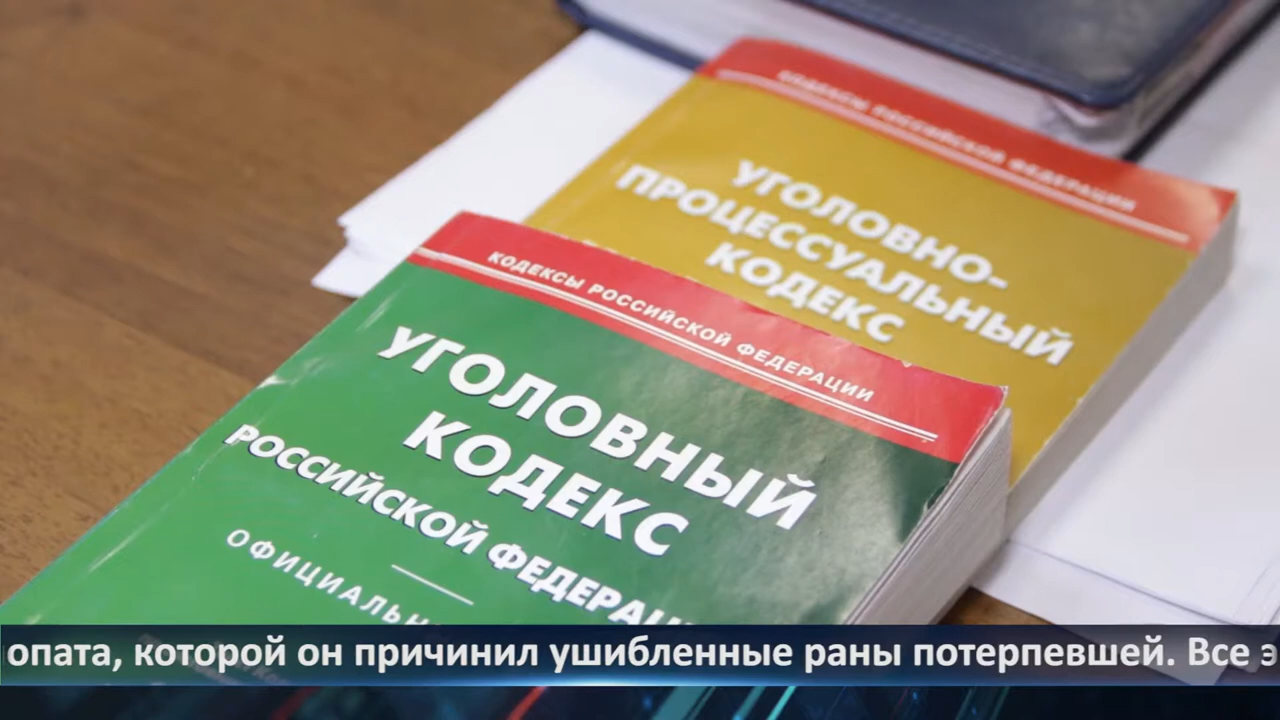 КОДЕКСЫ РОССИЙСКОЙ ФЕДЕРАЦИИ
УГОЛОВНО-
ПРОЦЕССУАЛЬНЫЙ
КОДЕКС
КОДЕКСЫ РОССИЙСКОЙ ФЕДЕРАЦИИ
УГОЛОВНЫЙ
КОДЕКС
РОССИЙСКОЙ ФЕДЕРАЦИ
ОФИЦИАЛЬН
опата, которой он причинил ушибленные раны потерпевшей. Все э